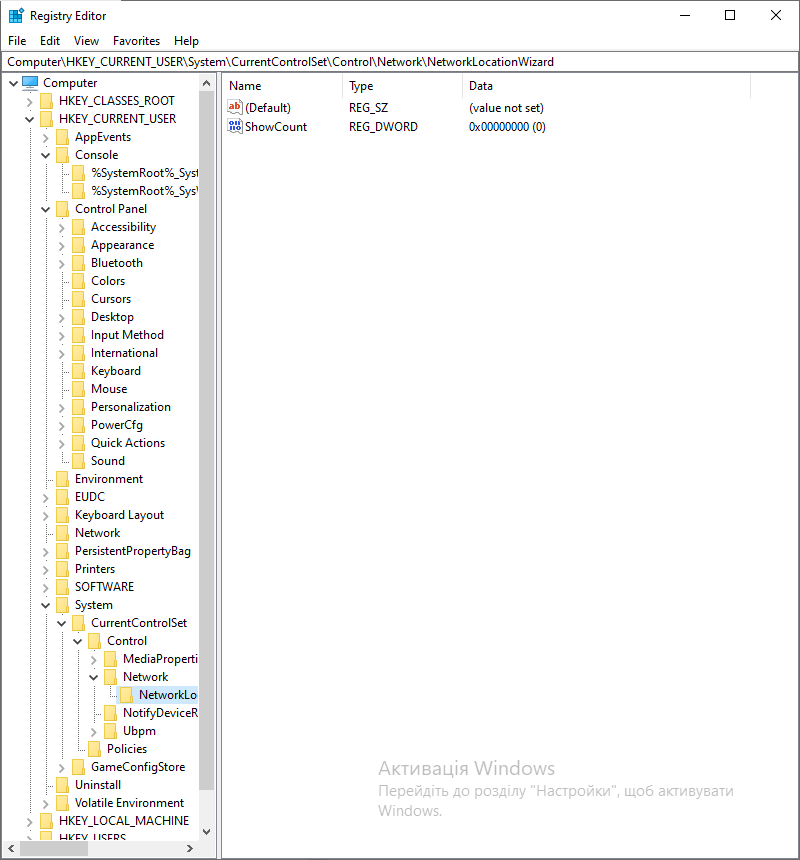 Registry Editor
File Edit View Favorites Help
Computer\HKEY_CURRENT_USER\System\CurrentControlSet\Control\Network\NetworkLocationWizard
Computer
HKEY_CLASSES_ROOT
HKEY_CURRENT_USER
AppEvents
Console
%SystemRoot%_Syst
%SystemRoot%_Sys
Control Panel
Accessibility
Appearance
Bluetooth
Colors
Cursors
Desktop
Input Method
International
Keyboard
Mouse
Personalization
PowerCfg
Quick Actions
Sound
Environment
EUDC
Keyboard Layout
Network
PersistentPropertyBag
Printers
SOFTWARE
System
CurrentControlSet
Control
MediaProperti
Network
NetworkLo
NotifyDeviceR
Ubpm
Policies
GameConfigStore
Uninstall
Volatile Environment
HKEY_LOCAL_MACHINE
HKEY_USERS
Name Type Data
(Default) REG_SZ (value not set)
ShowCount REG_DWORD 0x00000000 (0)
Активація Windows
Перейдіть до розділу "Настройки", щоб активувати
Windows.